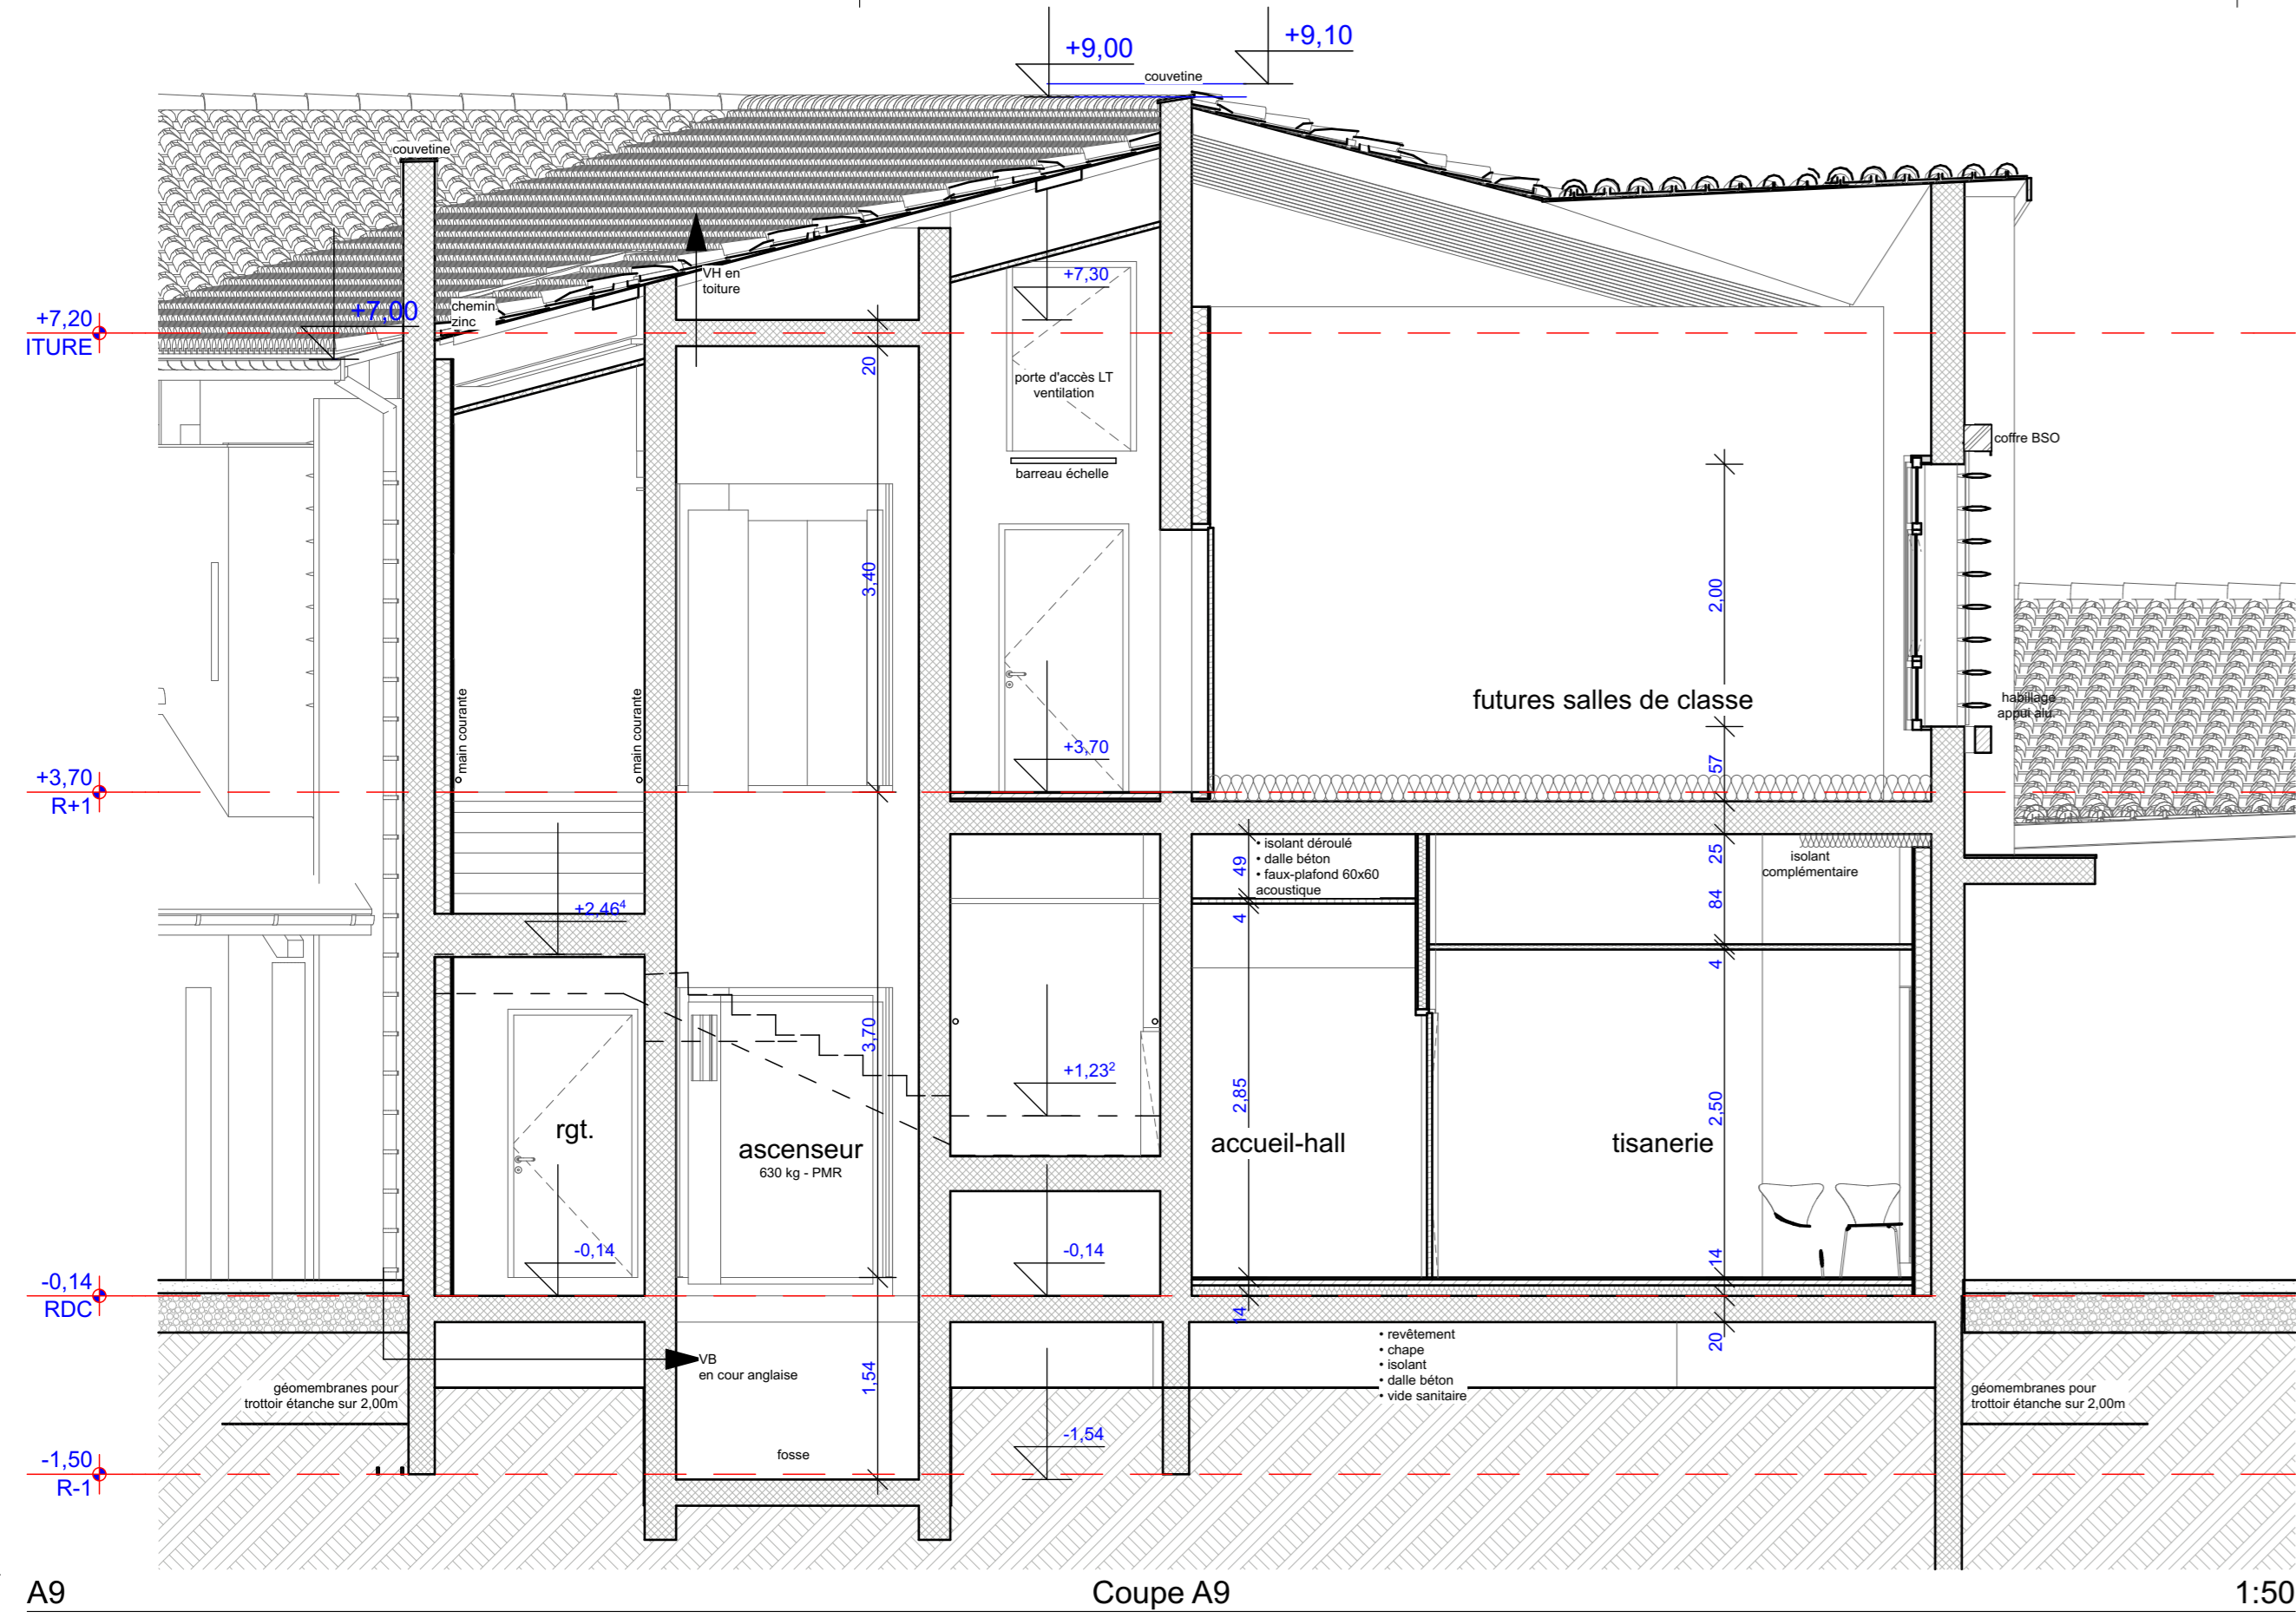 +9,00
+9,10
couvetine
couvetine
VH en
toiture
+7,30
chemin
zinc
+7,00
+7,20
ITURE
20
porte d'accès LT
ventilation
coffre BSO
barreau échelle
3,40
2,00
main courante
main courante
futures salles de classe
habillage
appui alu.
+3,70
57
+3,70
R+1
• isolant déroulé
• dalle béton
• faux-plafond 60x60
acoustique
49
25
isolant
complémentaire
84
+2,46⁴
4
4
3,70
+1,23²
2,85
2,50
rgt.
ascenseur
630 kg - PMR
accueil-hall
tisanerie
-0,14
-0,14
14
-0,14
RDC
14
20
• revêtement
• chape
• isolant
• dalle béton
• vide sanitaire
VB
en cour anglaise
1,54
géomembranes pour
trottoir étanche sur 2,00m
géomembranes pour
trottoir étanche sur 2,00m
-1,54
fosse
-1,50
R-1
A9
Coupe A9
1:50